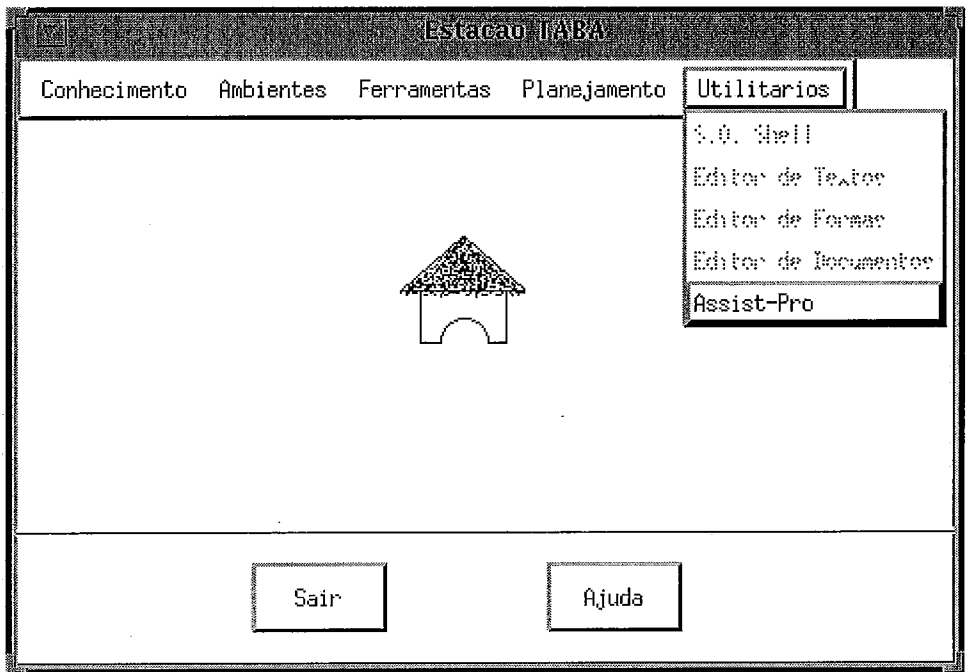 Estacao TABA
Conhecimento Ambientes Ferramentas Planejamento Utilitarios
S.O. Shell
Editor de Textos
Editor de Formas
Editor de Documentos
Assist-Pro
Sair Ajuda